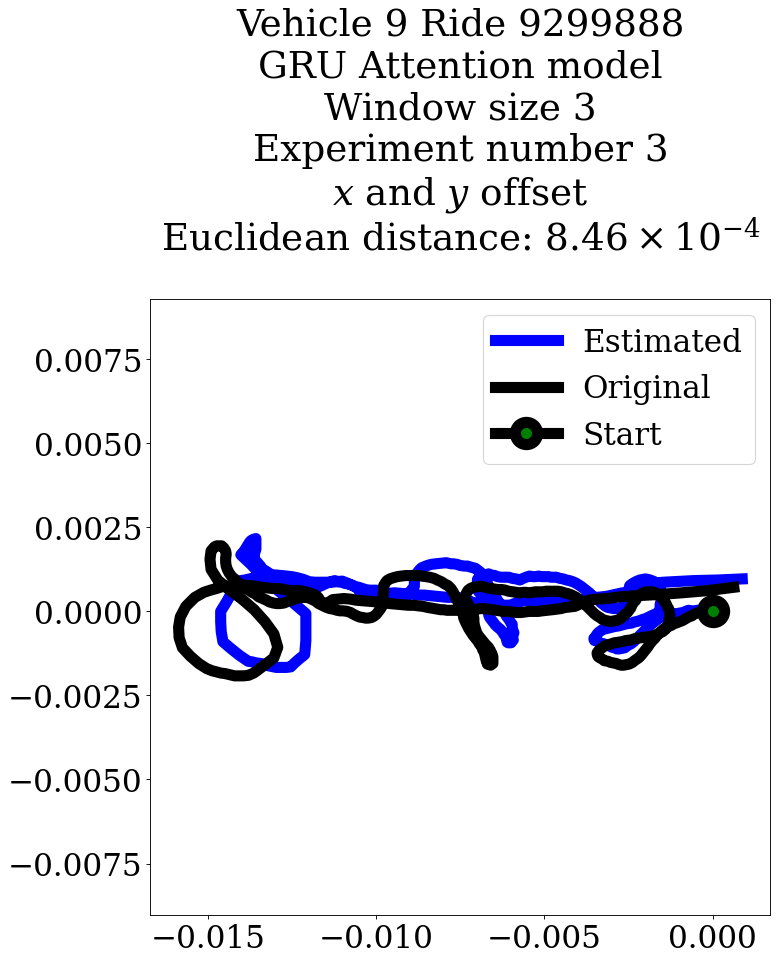 Vehicle 9 Ride 9299888
GRU Attention model
Window size 3
Experiment number 3
x and y offset
Euclidean distance: 8.46 × 10⁻⁴
Estimated
Original
Start
0.0075
0.0050
0.0025
0.0000
−0.0025
−0.0050
−0.0075
−0.015 −0.010 −0.005 0.000